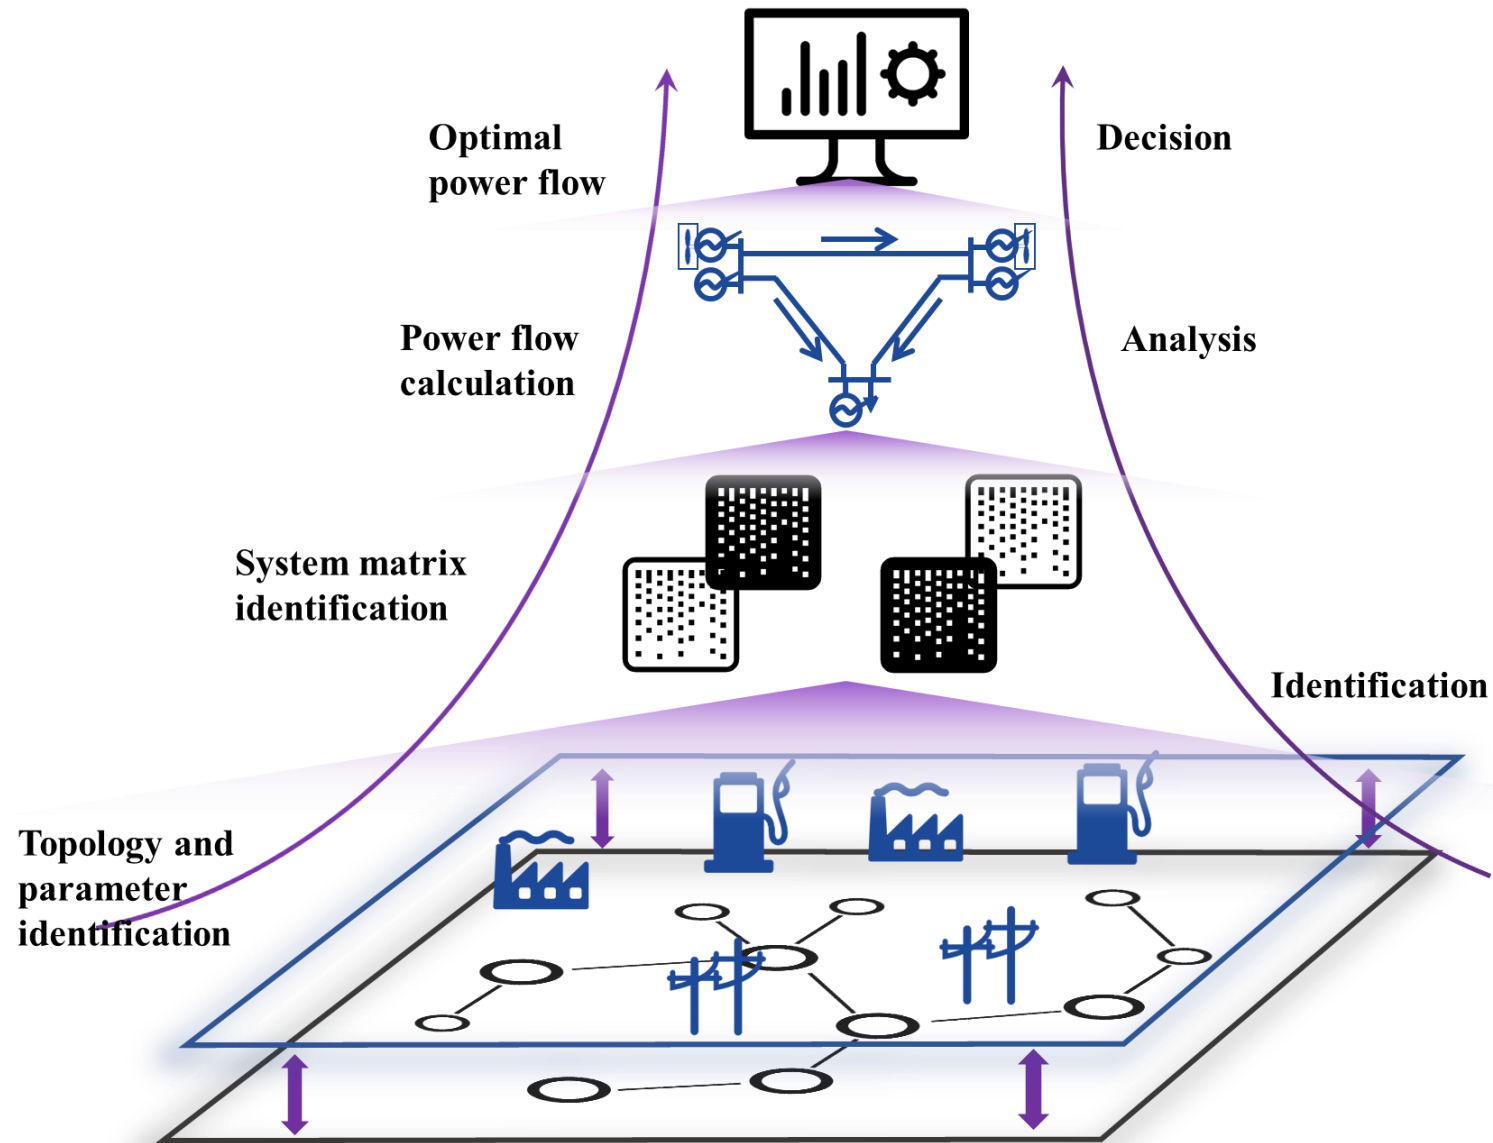 Optimal
power flow
Decision
Power flow
calculation
Analysis
System matrix
identification
Identification
Topology and
parameter
identification